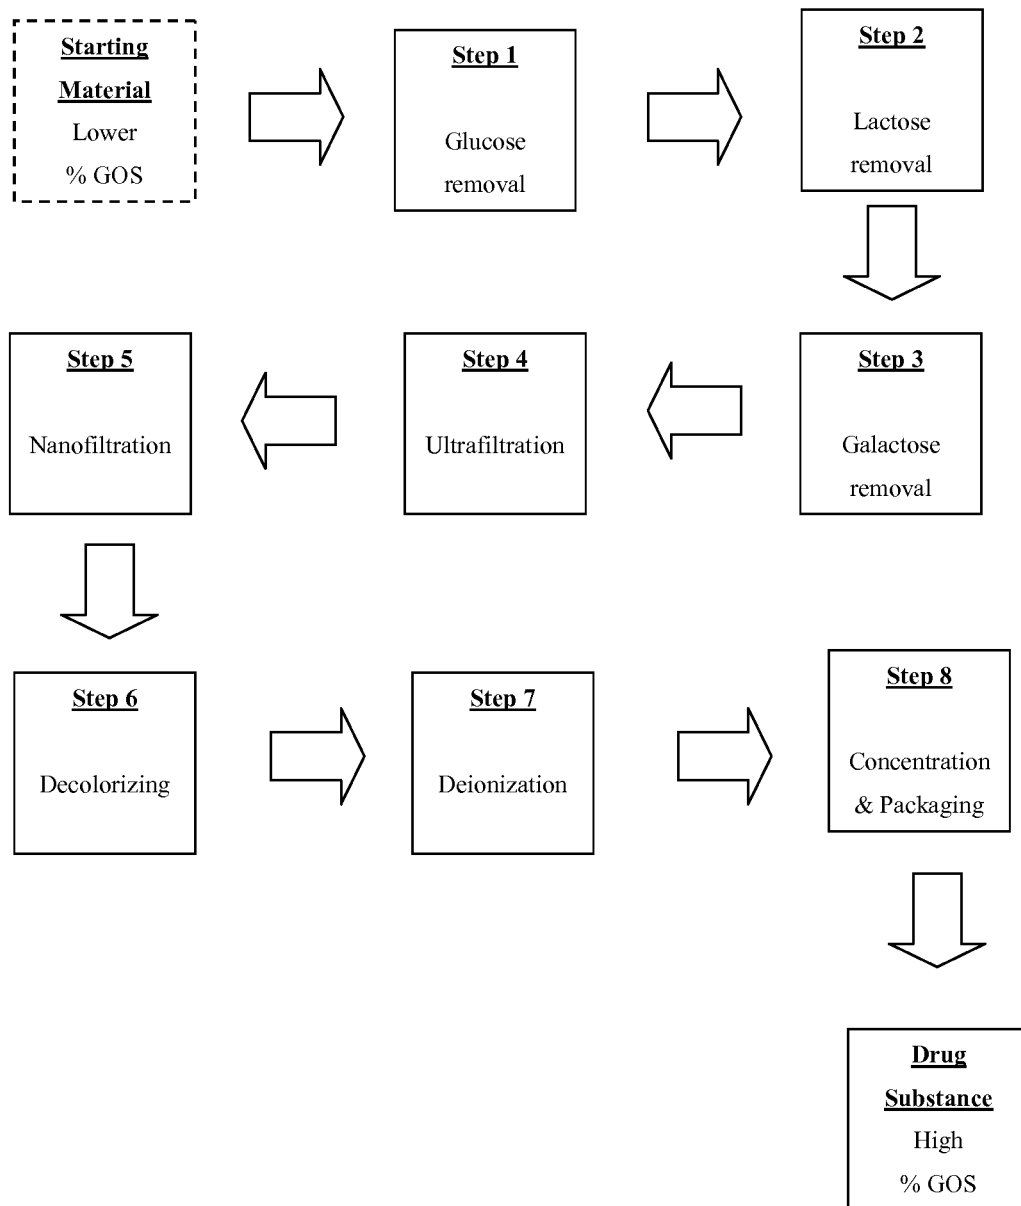 Starting
Material
Lower
% GOS
Step 1
Glucose
removal
Step 2
Lactose
removal
Step 3
Galactose
removal
Step 4
Ultrafiltration
Step 5
Nanofiltration
Step 6
Decolorizing
Step 7
Deionization
Step 8
Concentration
& Packaging
Drug
Substance
High
% GOS